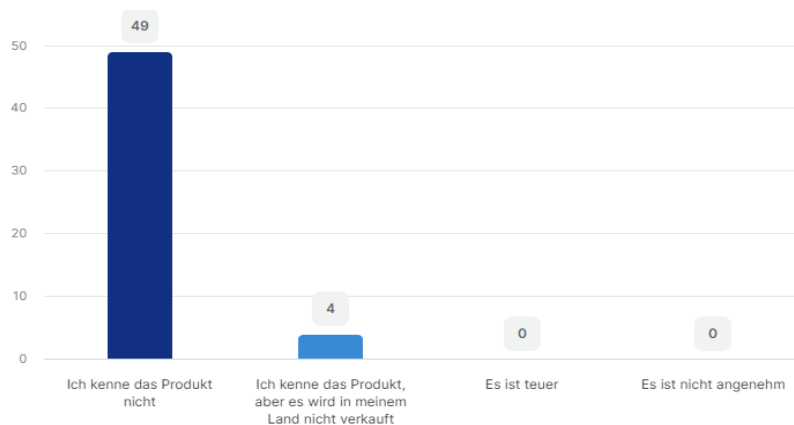 49
50
40
30
20
10
4
0
0
0
Ich kenne das Produkt
nicht
Ich kenne das Produkt,
aber es wird in meinem
Land nicht verkauft
Es ist teuer
Es ist nicht angenehm